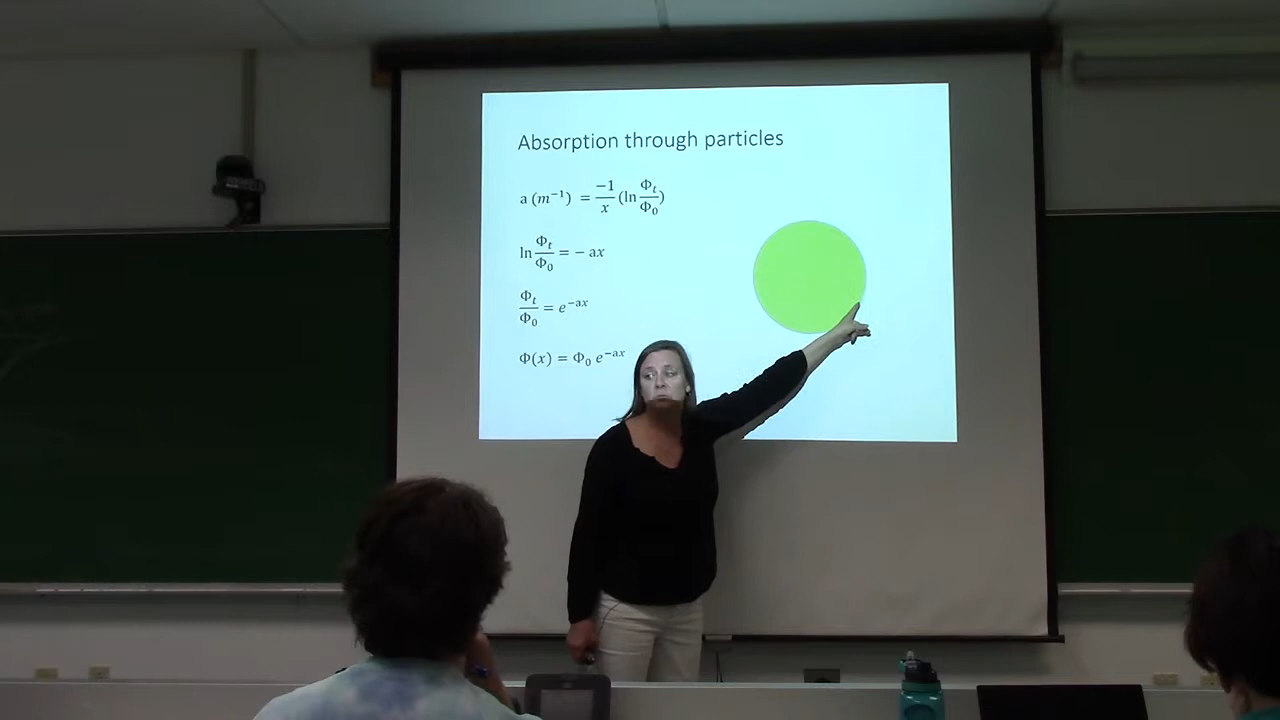 Absorption through particles
a (m⁻¹) = −1/x (ln Φₜ/Φ₀)
ln Φₜ/Φ₀ = − ax
Φₜ/Φ₀ = e^−ax
Φ(x) = Φ₀ e^−ax